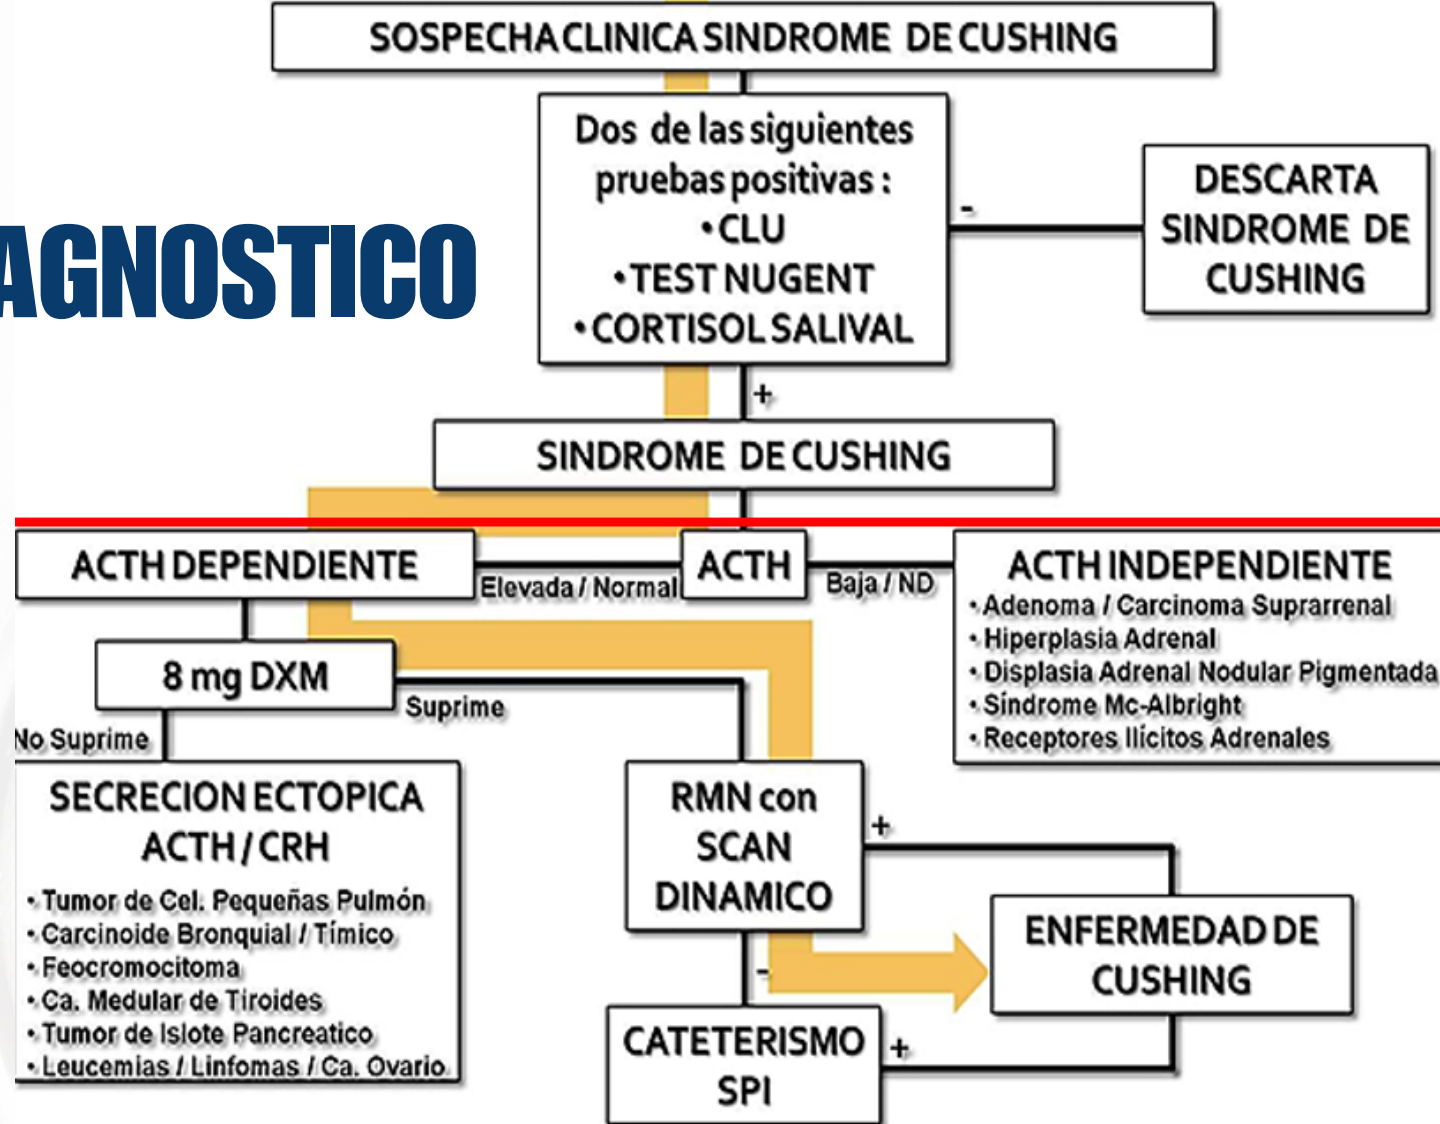 SOSPECHA CLINICA SINDROME DE CUSHING
Dos de las siguientes
pruebas positivas :
•CLU
•TEST NUGENT
•CORTISOL SALIVAL
-
DESCARTA
SINDROME DE
CUSHING
AGNOSTICO
+
SINDROME DE CUSHING
ACTH DEPENDIENTE
Elevada / Normal
ACTH
Baja / ND
ACTH INDEPENDIENTE
• Adenoma / Carcinoma Suprarrenal
• Hiperplasia Adrenal
• Displasia Adrenal Nodular Pigmentada
• Síndrome Mc-Albright
• Receptores Ilícitos Adrenales
8 mg DXM
Suprime
No Suprime
SECRECION ECTOPICA
ACTH / CRH
• Tumor de Cel. Pequeñas Pulmón
• Carcinoide Bronquial / Tímico
• Feocromocitoma
• Ca. Medular de Tiroides
• Tumor de Islote Pancreatico
• Leucemias / Linfomas / Ca. Ovario
RMN con
SCAN
DINAMICO
+
-
ENFERMEDAD DE
CUSHING
CATETERISMO
SPI
+